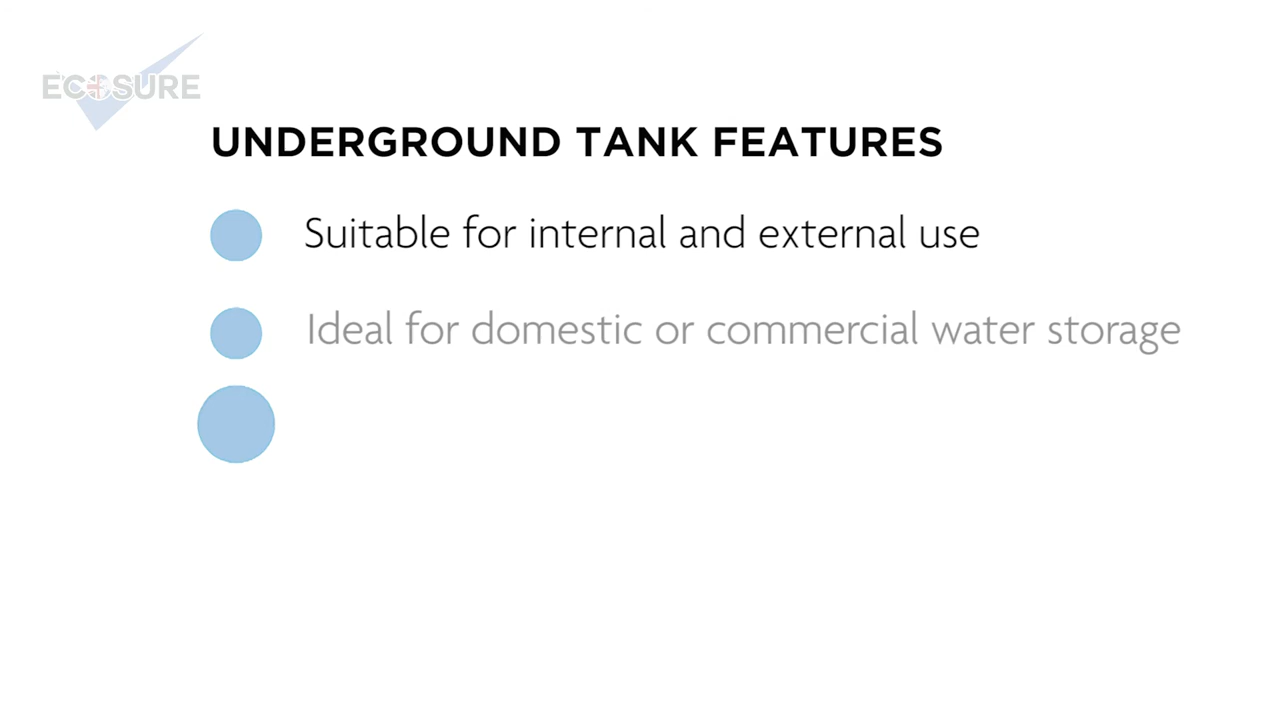 ECOSURE
UNDERGROUND TANK FEATURES
Suitable for internal and external use
Ideal for domestic or commercial water storage